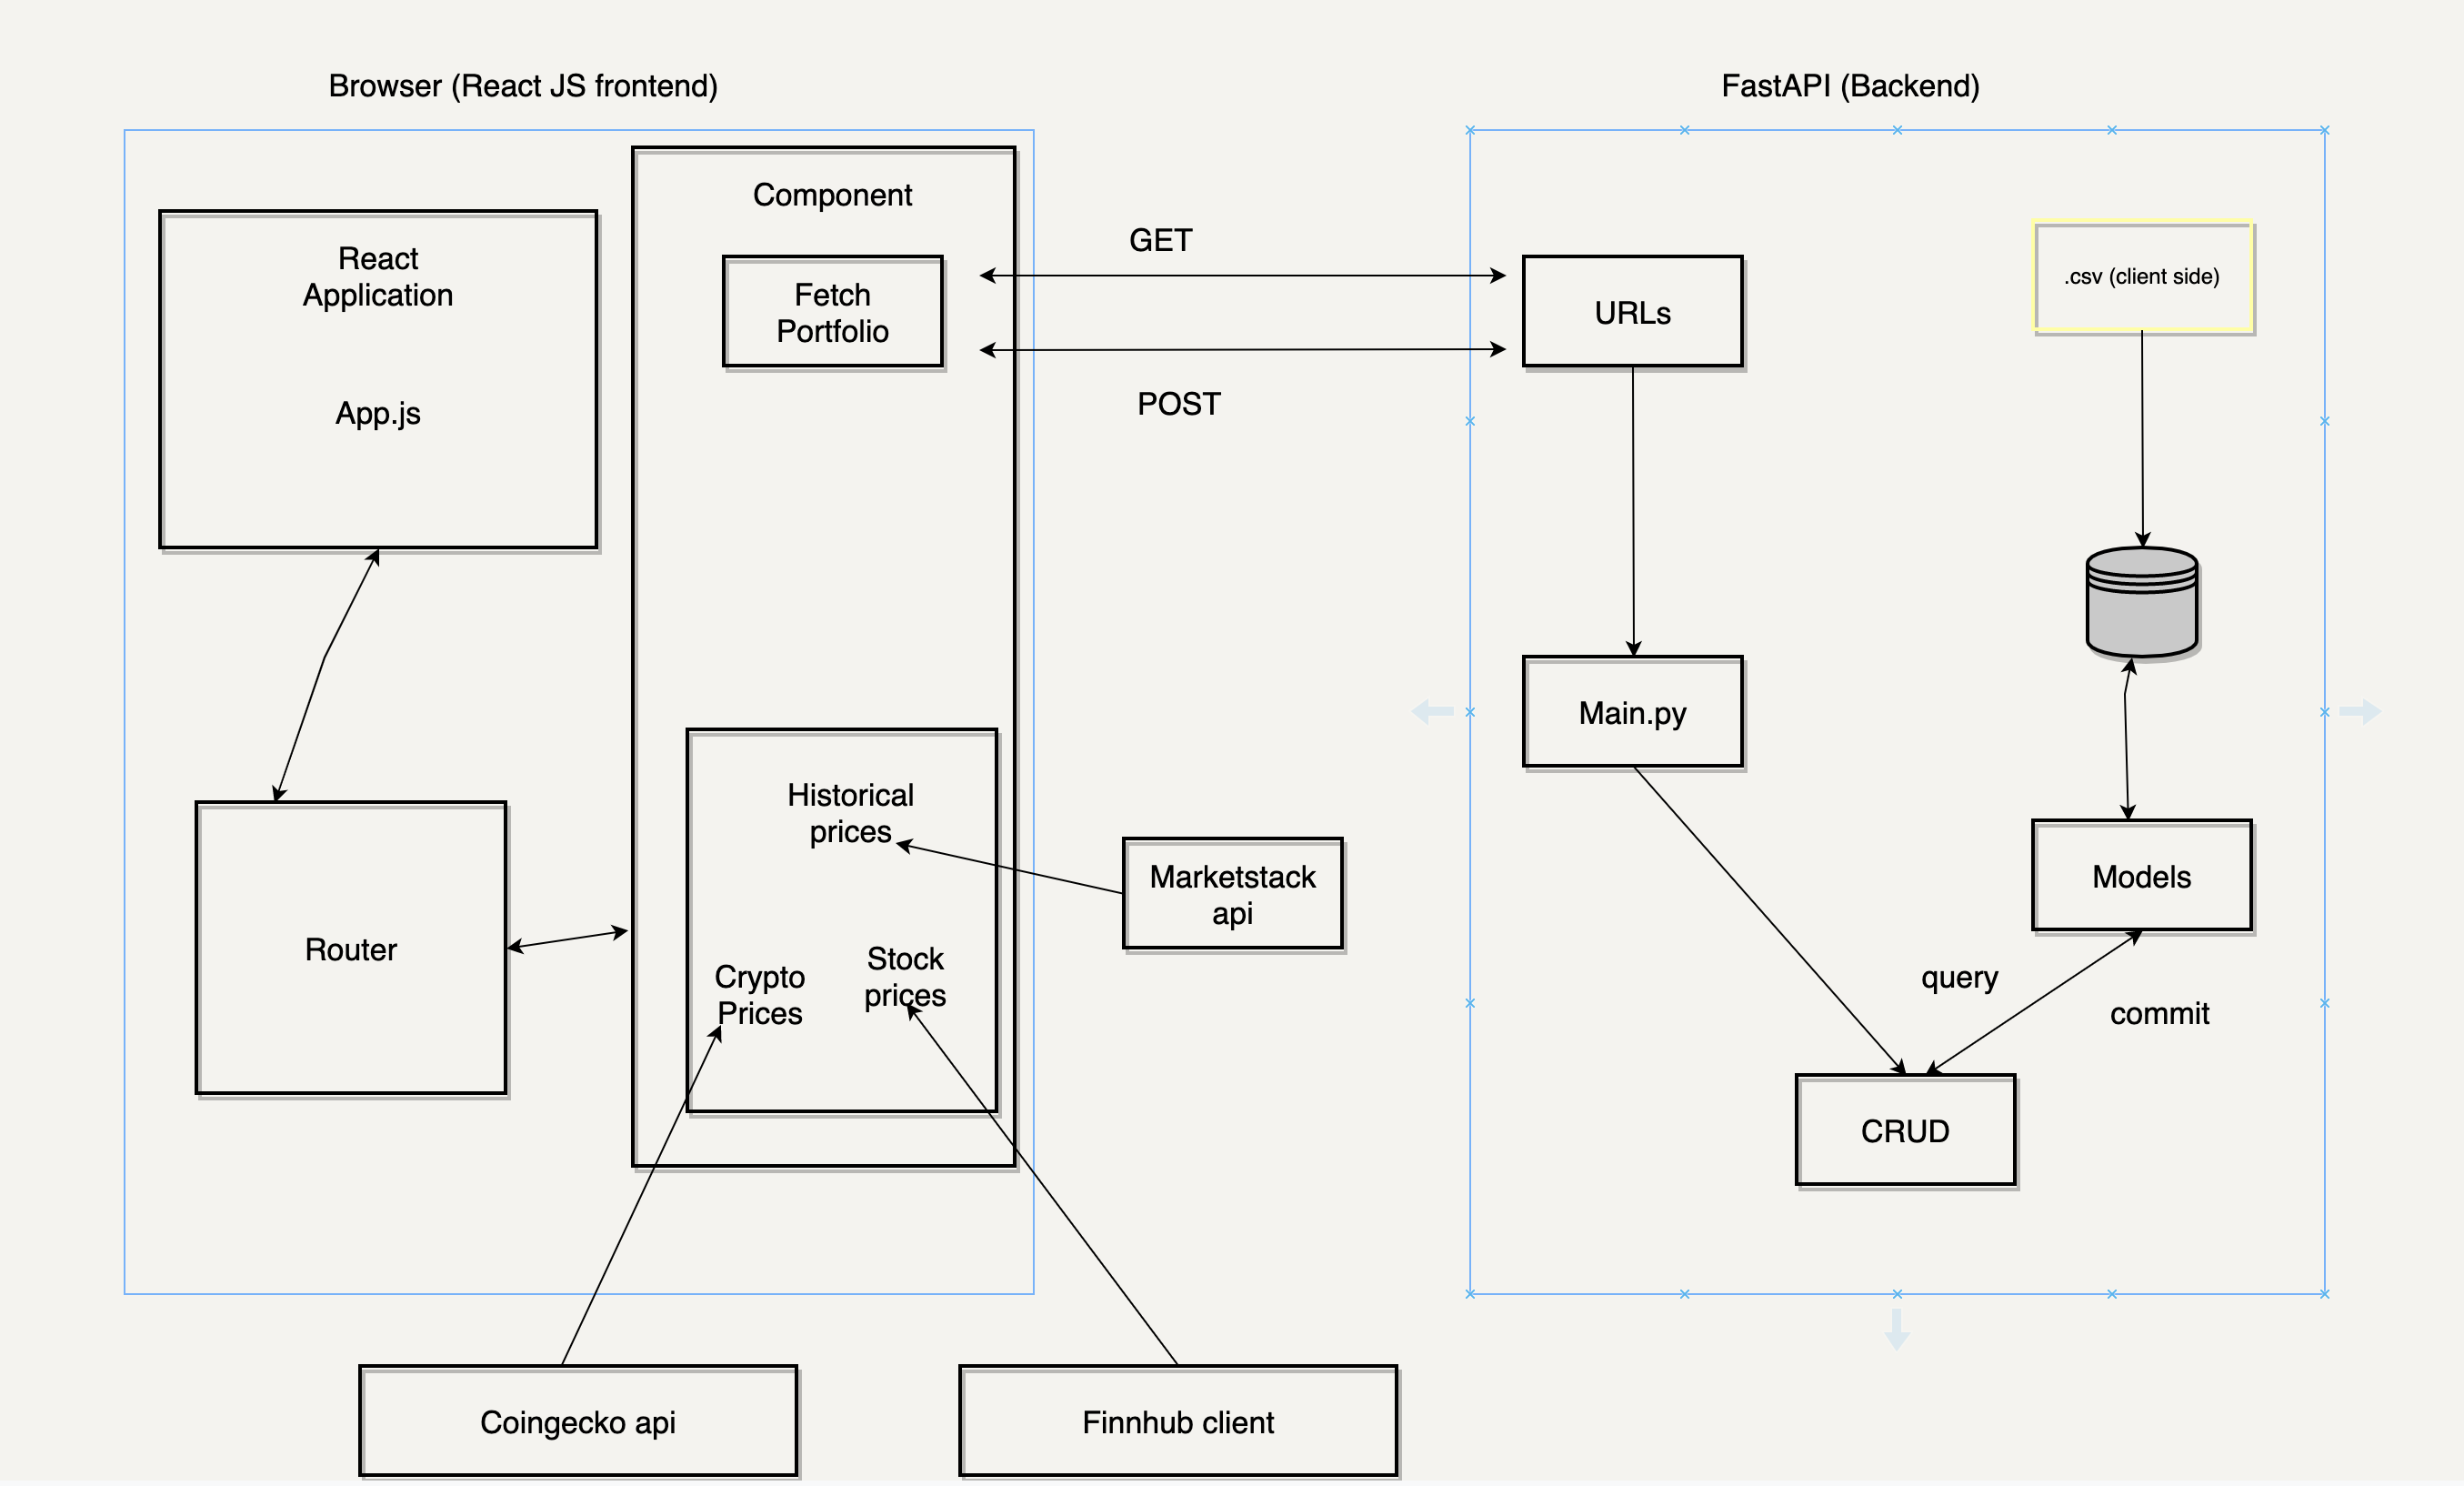 Browser (React JS frontend)
FastAPI (Backend)
React
Application
App.js
Component
Fetch
Portfolio
GET
POST
URLs
.csv (client side)
Main.py
Historical
prices
Marketstack
api
Models
Router
Crypto
Prices
Stock
prices
query
commit
CRUD
Coingecko api
Finnhub client